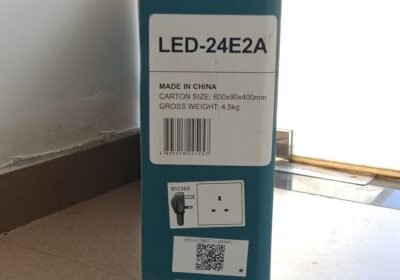 LED-24E2A
MADE IN CHINA
CARTON SIZE: 600x90x400mm
GROSS WEIGHT: 4.5kg
BS1363